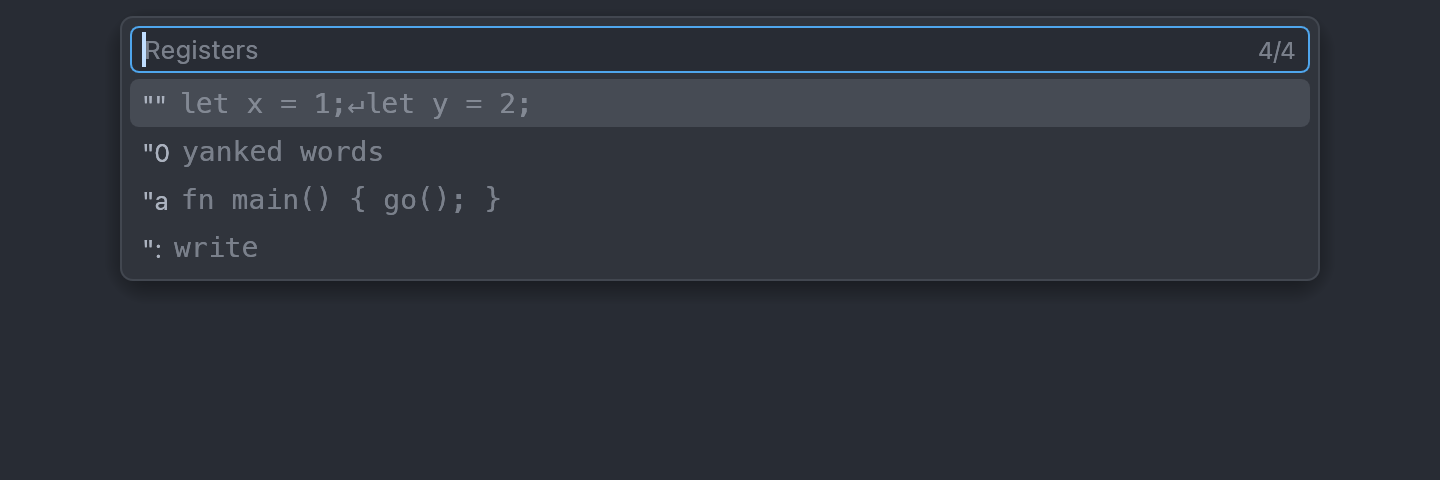 Registers 4/4
"" let x = 1;↵let y = 2;
"0 yanked words
"a fn main() { go(); }
": write